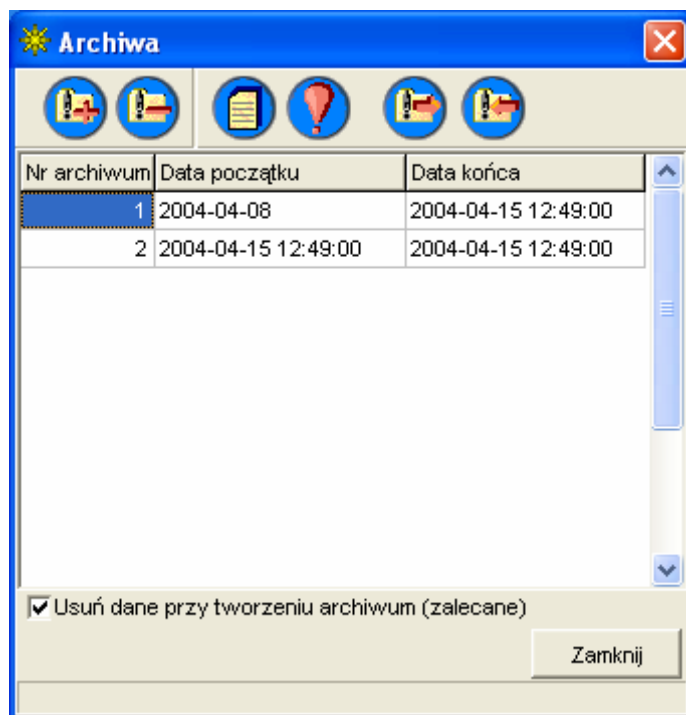 Archiwa
Nr archiwum Data początku Data końca
1 2004-04-08 2004-04-15 12:49:00
2 2004-04-15 12:49:00 2004-04-15 12:49:00
Usuń dane przy tworzeniu archiwum (zalecane)
Zamknij